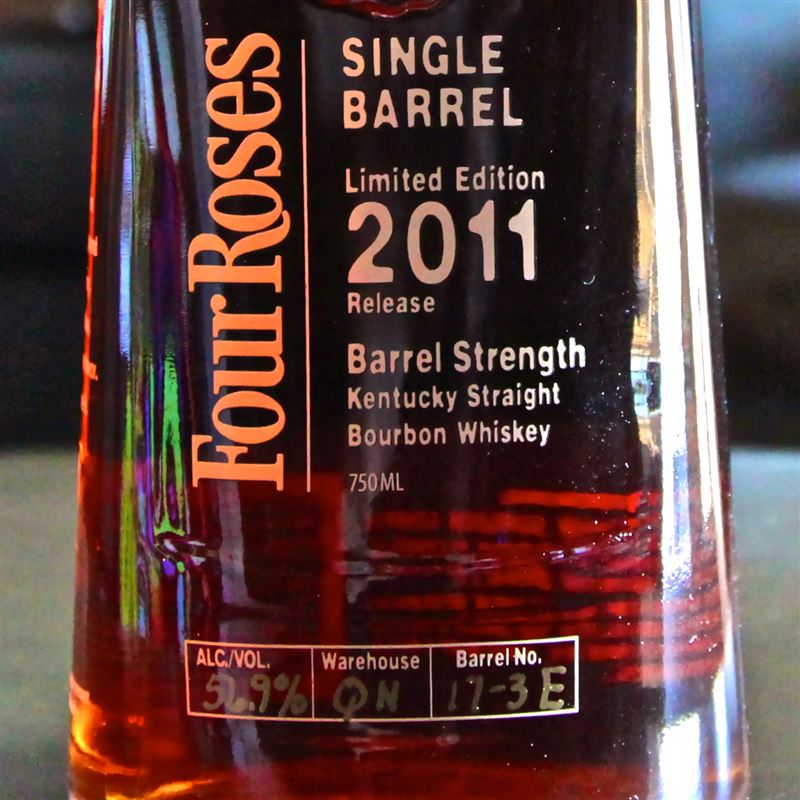 Four Roses
SINGLE
BARREL
Limited Edition
2011
Release
Barrel Strength
Kentucky Straight
Bourbon Whiskey
750ML
ALC./VOL. Warehouse Barrel No.
56.9% QN 17-3E